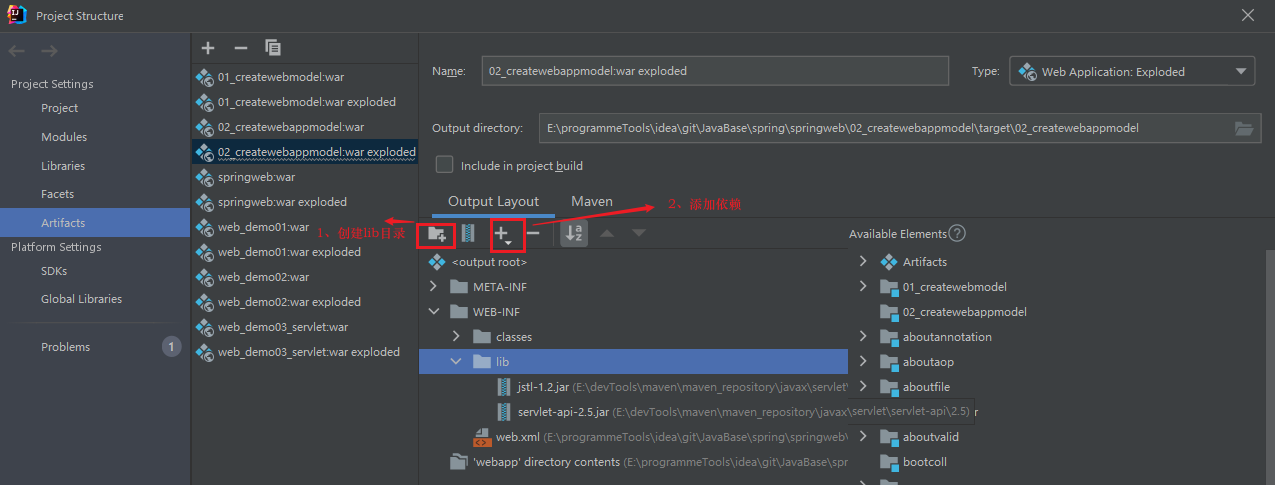 Project Structure
Project Settings
Project
Modules
Libraries
Facets
Artifacts
Platform Settings
SDKs
Global Libraries
Problems
1
01_createwebmodel:war
01_createwebmodel:war exploded
02_createwebappmodel:war
02_createwebappmodel:war exploded
springweb:war
springweb:war exploded
web_demo01:war
web_demo01:war exploded
web_demo02:war
web_demo02:war exploded
web_demo03_servlet:war
web_demo03_servlet:war exploded
Name:
02_createwebappmodel:war exploded
Type:
Web Application: Exploded
Output directory:
E:\programmeTools\idea\git\JavaBase\spring\springweb\02_createwebappmodel\target\02_createwebappmodel
Include in project build
Output Layout
Maven
2、添加依赖
1、创建lib目录
<output root>
META-INF
WEB-INF
classes
lib
jstl-1.2.jar (E:\devTools\maven\maven_repository\javax\servlet\
servlet-api-2.5.jar (E:\devTools\maven\maven_repository\javax\servlet\servlet-api\2.5)
web.xml (E:\programmeTools\idea\git\JavaBase\spring\springweb\
'webapp' directory contents (E:\programmeTools\idea\git\JavaBase\spr
Available Elements
Artifacts
01_createwebmodel
02_createwebappmodel
aboutannotation
aboutaop
aboutfile
aboutvalid
bootcoll